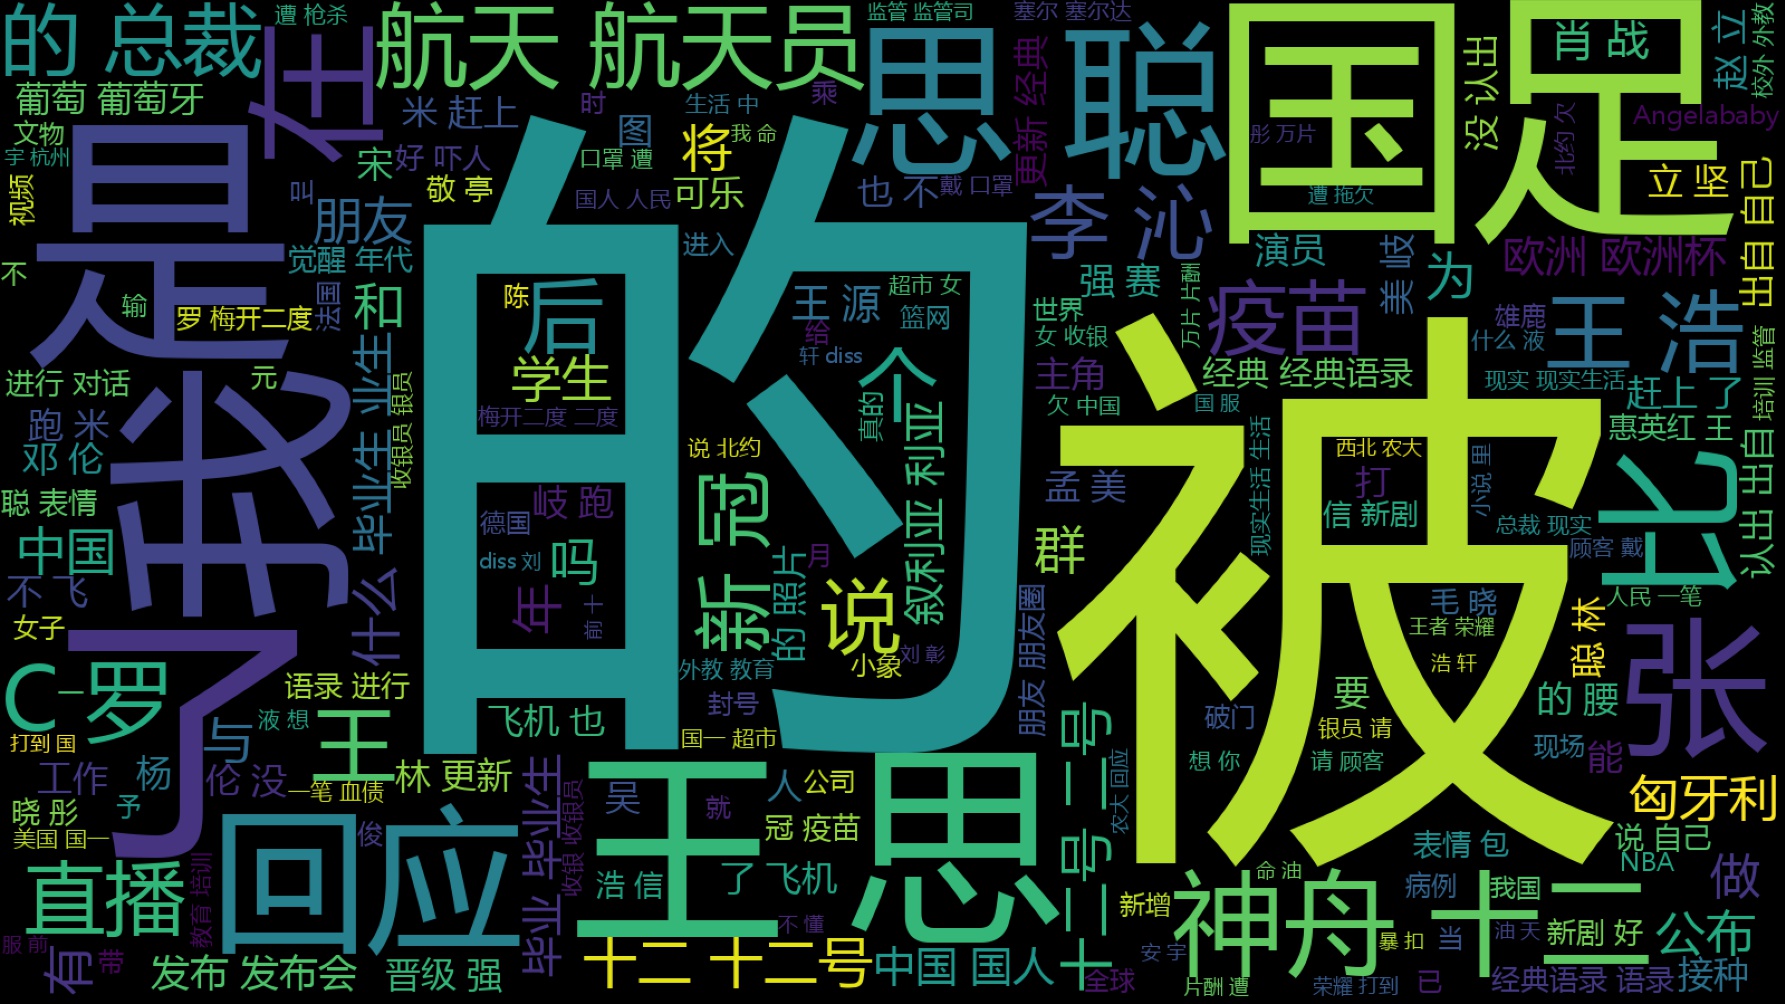 遭 枪杀
监管 监管司
塞尔 塞尔达
的 总裁
在
航天 航天员
思 聪
国足
肖 战
赵 立
校外 外教
没 认出
更新 经典
葡萄 葡萄牙
米 赶上
时
生活 中
乘
图
将
我 命
彤 万片
北约 欠
Angelababy
文物
宇 杭州
是
宋
好 吓人
口罩 遭
敬 亭
国人 人民
可乐
也 不
戴 口罩
遭 拖欠
立 坚
出自 自己
视频
叫
朋友
李 沁
的
被
进入
演员
美 歧
欧洲 欧洲杯
不
觉醒 年代
强 赛
万片 片酬
为
输
罗 梅开二度
法国
和
陈
后
王 源
超市 女
给
篮网
世界
疫苗
雄鹿
王 浩
女 收银
什么 液
轩 diss
学生
个
进行 对话
元
毕业生 业生
收银员 银员
主角
经典 经典语录
现实 现实生活
赶上 了
培训 监管
我
跑 米
梅开二度 二度
真的
欠 中国
国 服
惠英红 王
邓 伦
说 北约
叙利亚 利亚
现实生活 生活
西北 农大
小说 里
北
认出 出自
聪 表情
岐 跑
新 冠
孟 美
打
信 新剧
总裁 现实
中国
德国
diss 刘
吗
月
群
顾客 戴
不 飞
什么
年
前 十
的 照片
说
朋友 朋友圈
毛 晓
聪 林
人民 一笔
女子
了
王者 荣耀
张
C 罗
外教 教育
小象
刘 彰
浩 轩
语录 进行
封号
要
的 腰
一
液 想
飞机 也
破门
银员 请
打到 国
与
王
国一 超市
十二号 二号
现场
能
工作
杨
伦 没
林 更新
想 你
请 顾客
一笔 血债
毕业 毕业生
收银 收银员
王 思
吴
就
人
公司
农大 回应
匈牙利
晓 彤
予
回应
俊
冠 疫苗
表情 包
说 自己
美国 国一
NBA
直播
教育 培训
浩 信
了 飞机
新增
神舟 十二
命 油
病例
我国
做
服 前
有
带
不 懂
安 宇
暴 扣
当
油 天
新剧 好
公布
发布 发布会
晋级 强
十二 十二号
中国 国人
全球
片酬 遭
荣耀 打到
已
经典语录 语录
接种